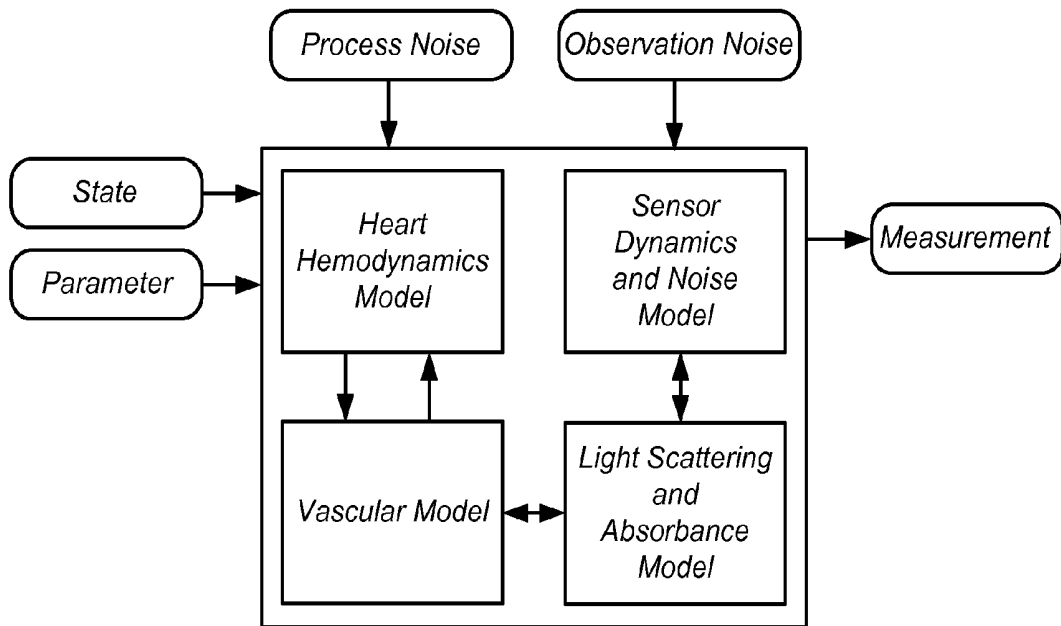 Process Noise
Observation Noise
State
Parameter
Heart
Hemodynamics
Model
Sensor
Dynamics
and Noise
Model
Measurement
Vascular Model
Light Scattering
and
Absorbance
Model